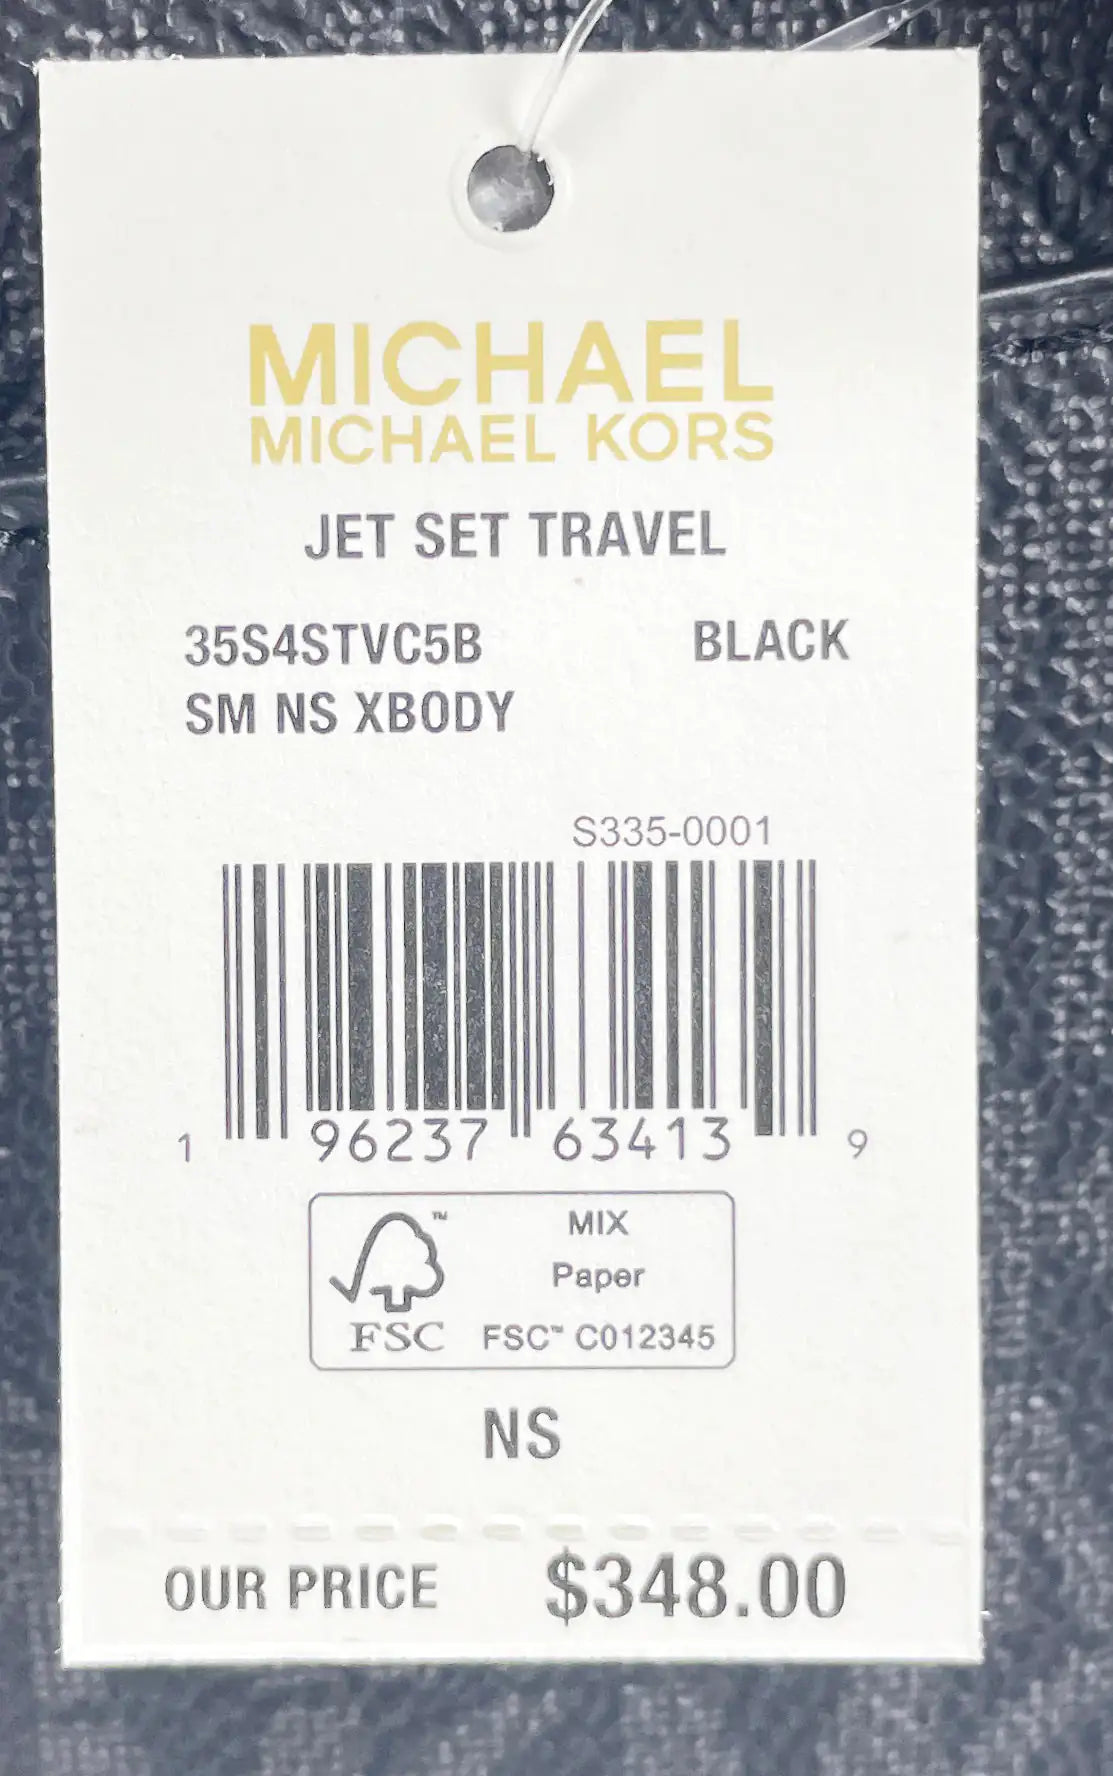 MICHAEL
MICHAEL KORS
JET SET TRAVEL
35S4STVC5B BLACK
SM NS XBODY
S335-0001
1 96237 63413 9
MIX
Paper
FSC™ C012345
™
FSC
NS
OUR PRICE $348.00